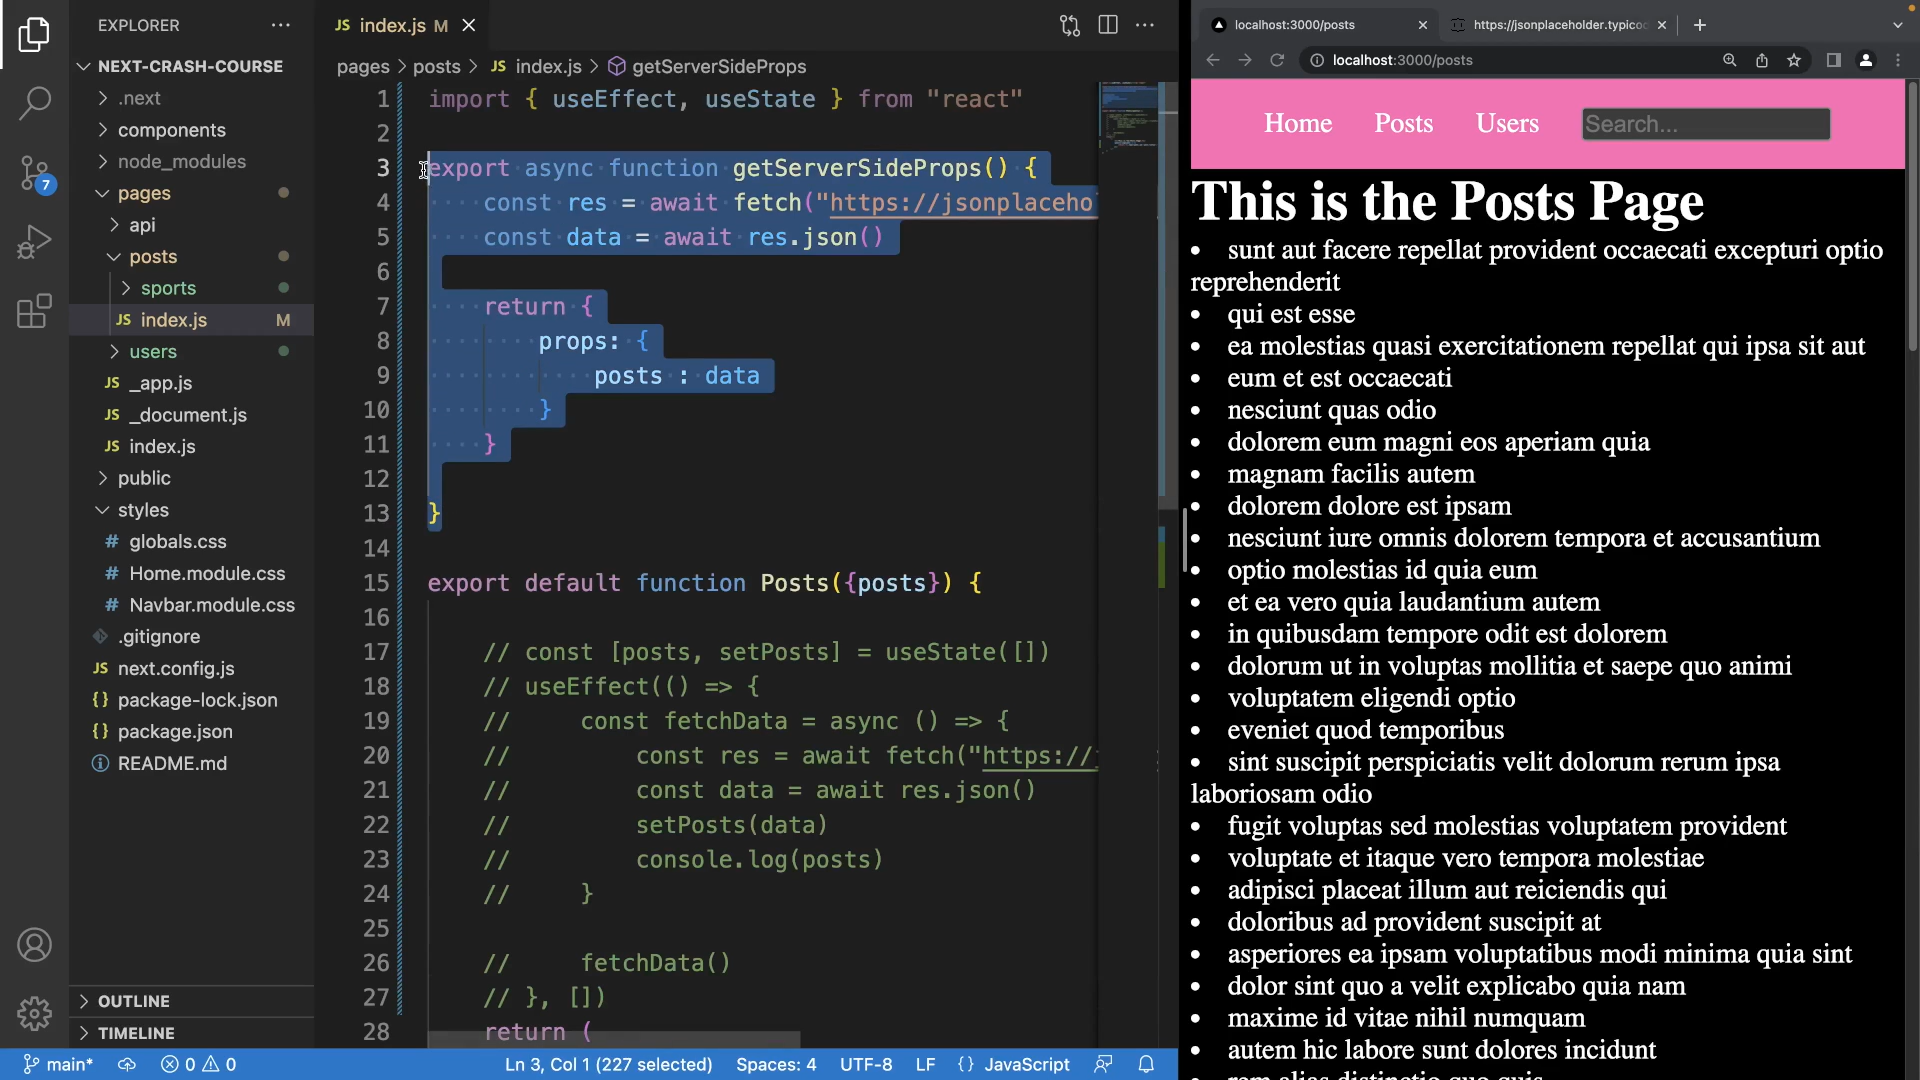 EXPLORER
NEXT-CRASH-COURSE
.next
components
node_modules
pages
api
posts
sports
JS index.js M
users
JS _app.js
JS _document.js
JS index.js
public
styles
# globals.css
# Home.module.css
# Navbar.module.css
.gitignore
JS next.config.js
{} package-lock.json
{} package.json
README.md
OUTLINE
TIMELINE
7
JS index.js M
pages > posts > JS index.js > getServerSideProps
1 import { useEffect, useState } from "react"
2
3 export async function getServerSideProps() {
4 const res = await fetch("https://jsonplaceho
5 const data = await res.json()
6
7 return {
8 props: {
9 posts : data
10 }
11 }
12
13 }
14
15 export default function Posts({posts}) {
16
17 // const [posts, setPosts] = useState([])
18 // useEffect(() => {
19 // const fetchData = async () => {
20 // const res = await fetch("https://
21 // const data = await res.json()
22 // setPosts(data)
23 // console.log(posts)
24 // }
25
26 // fetchData()
27 // }, [])
28 return (
main* 0 0 Ln 3, Col 1 (227 selected) Spaces: 4 UTF-8 LF {} JavaScript
localhost:3000/posts
https://jsonplaceholder.typico
localhost:3000/posts
Home Posts Users Search...
This is the Posts Page
• sunt aut facere repellat provident occaecati excepturi optio
reprehenderit
• qui est esse
• ea molestias quasi exercitationem repellat qui ipsa sit aut
• eum et est occaecati
• nesciunt quas odio
• dolorem eum magni eos aperiam quia
• magnam facilis autem
• dolorem dolore est ipsam
• nesciunt iure omnis dolorem tempora et accusantium
• optio molestias id quia eum
• et ea vero quia laudantium autem
• in quibusdam tempore odit est dolorem
• dolorum ut in voluptas mollitia et saepe quo animi
• voluptatem eligendi optio
• eveniet quod temporibus
• sint suscipit perspiciatis velit dolorum rerum ipsa
laboriosam odio
• fugit voluptas sed molestias voluptatem provident
• voluptate et itaque vero tempora molestiae
• adipisci placeat illum aut reiciendis qui
• doloribus ad provident suscipit at
• asperiores ea ipsam voluptatibus modi minima quia sint
• dolor sint quo a velit explicabo quia nam
• maxime id vitae nihil numquam
• autem hic labore sunt dolores incidunt